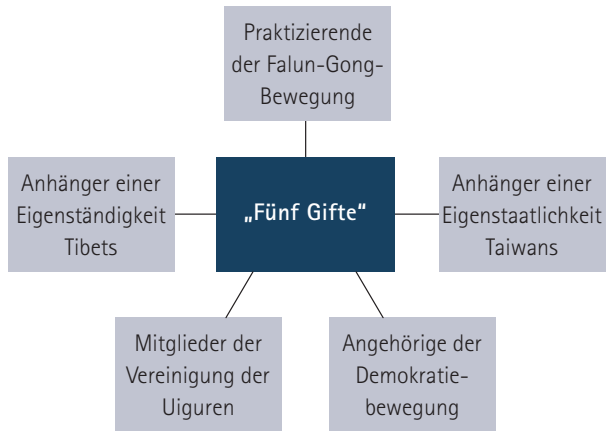 Praktizierende
der Falun-Gong-
Bewegung
Anhänger einer
Eigenständigkeit
Tibets
„Fünf Gifte“
Anhänger einer
Eigenstaatlichkeit
Taiwans
Mitglieder der
Vereinigung der
Uiguren
Angehörige der
Demokratie-
bewegung